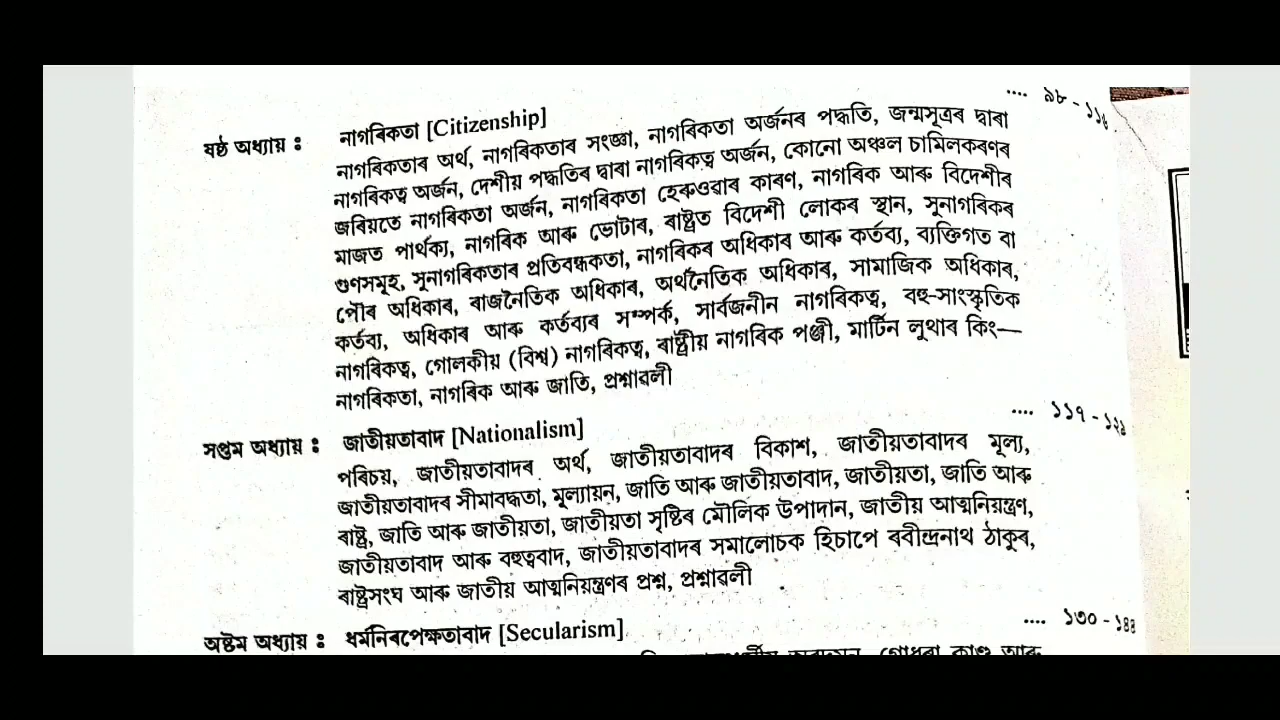 .... ৯৮ - ১১৬
ষষ্ঠ অধ্যায় : নাগৰিকতা [Citizenship]
নাগৰিকতাৰ অৰ্থ, নাগৰিকতাৰ সংজ্ঞা, নাগৰিকতা অৰ্জনৰ পদ্ধতি, জন্মসূত্ৰৰ দ্বাৰা
নাগৰিকত্ব অৰ্জন, দেশীয় পদ্ধতিৰ দ্বাৰা নাগৰিকত্ব অৰ্জন, কোনো অঞ্চল চামিলকৰণৰ
জৰিয়তে নাগৰিকতা অৰ্জন, নাগৰিকতা হেৰুওৱাৰ কাৰণ, নাগৰিক আৰু বিদেশীৰ
মাজত পাৰ্থক্য, নাগৰিক আৰু ভোটাৰ, ৰাষ্ট্ৰত বিদেশী লোকৰ স্থান, সুনাগৰিকৰ
গুণসমূহ, সুনাগৰিকতাৰ প্ৰতিবন্ধকতা, নাগৰিকৰ অধিকাৰ আৰু কৰ্তব্য, ব্যক্তিগত বা
পৌৰ অধিকাৰ, ৰাজনৈতিক অধিকাৰ, অৰ্থনৈতিক অধিকাৰ, সামাজিক অধিকাৰ,
কৰ্তব্য, অধিকাৰ আৰু কৰ্তব্যৰ সম্পৰ্ক, সাৰ্বজনীন নাগৰিকত্ব, বহু-সাংস্কৃতিক
নাগৰিকত্ব, গোলকীয় (বিশ্ব) নাগৰিকত্ব, ৰাষ্ট্ৰীয় নাগৰিক পঞ্জী, মাৰ্টিন লুথাৰ কিং—
নাগৰিকতা, নাগৰিক আৰু জাতি, প্ৰশ্নাৱলী
.... ১১৭ - ১২৯
সপ্তম অধ্যায় : জাতীয়তাবাদ [Nationalism]
পৰিচয়, জাতীয়তাবাদৰ অৰ্থ, জাতীয়তাবাদৰ বিকাশ, জাতীয়তাবাদৰ মূল্য,
জাতীয়তাবাদৰ সীমাবদ্ধতা, মূল্যায়ন, জাতি আৰু জাতীয়তাবাদ, জাতীয়তা, জাতি আৰু
ৰাষ্ট্ৰ, জাতি আৰু জাতীয়তা, জাতীয়তা সৃষ্টিৰ মৌলিক উপাদান, জাতীয় আত্মনিয়ন্ত্ৰণ,
জাতীয়তাবাদ আৰু বহুত্ববাদ, জাতীয়তাবাদৰ সমালোচক হিচাপে ৰবীন্দ্ৰনাথ ঠাকুৰ,
ৰাষ্ট্ৰসংঘ আৰু জাতীয় আত্মনিয়ন্ত্ৰণৰ প্ৰশ্ন, প্ৰশ্নাৱলী
.... ১৩০ - ১৪৪
অষ্টম অধ্যায় : ধৰ্মনিৰপেক্ষতাবাদ [Secularism]
গোধৰা কাণ্ড আৰু